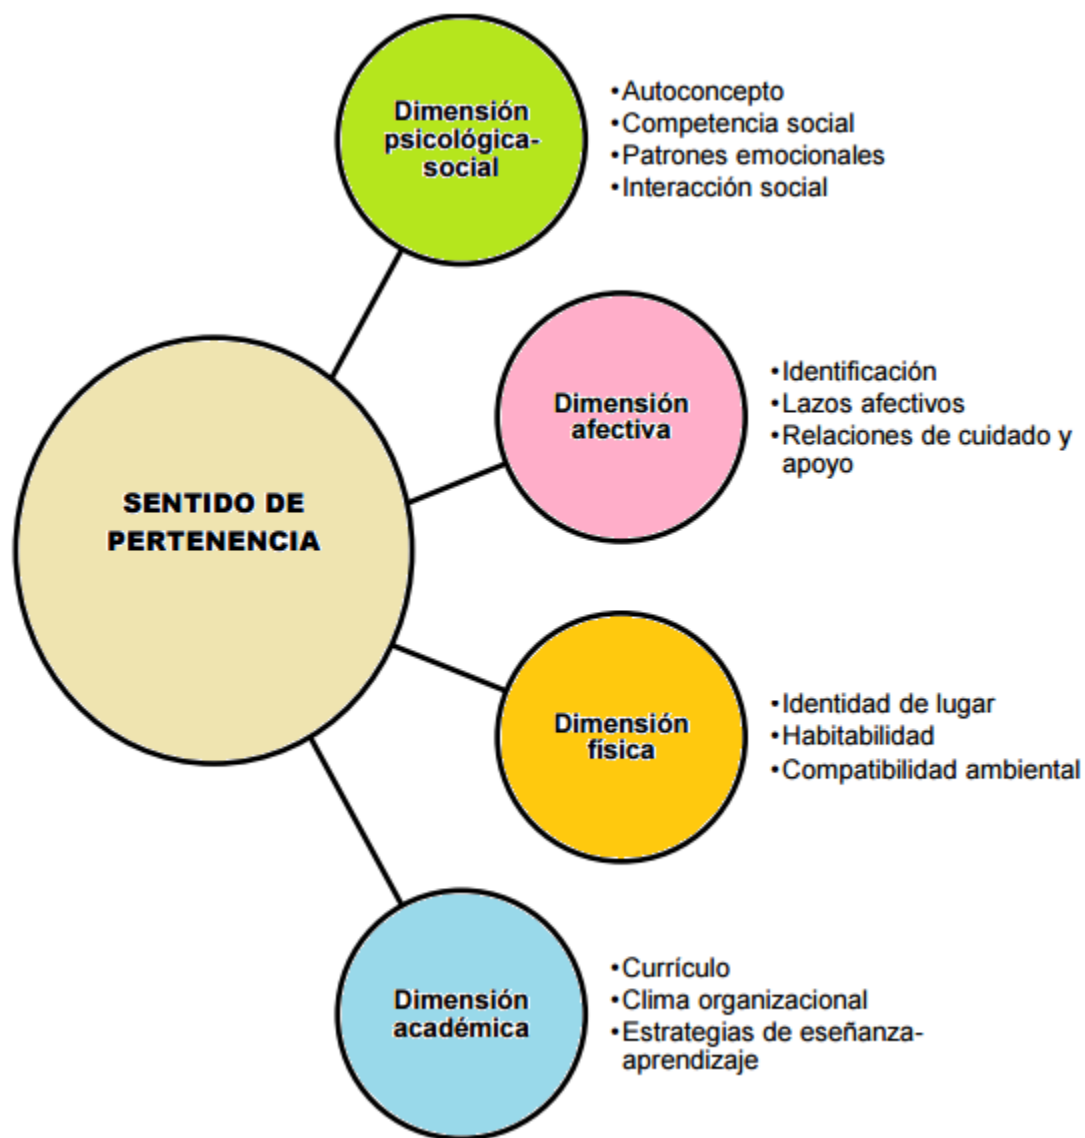 Dimensión
psicológica-
social
•Autoconcepto
•Competencia social
•Patrones emocionales
•Interacción social
Dimensión
afectiva
•Identificación
•Lazos afectivos
•Relaciones de cuidado y
apoyo
SENTIDO DE
PERTENENCIA
Dimensión
física
•Identidad de lugar
•Habitabilidad
•Compatibilidad ambiental
Dimensión
académica
•Currículo
•Clima organizacional
•Estrategias de eseñanza-
aprendizaje